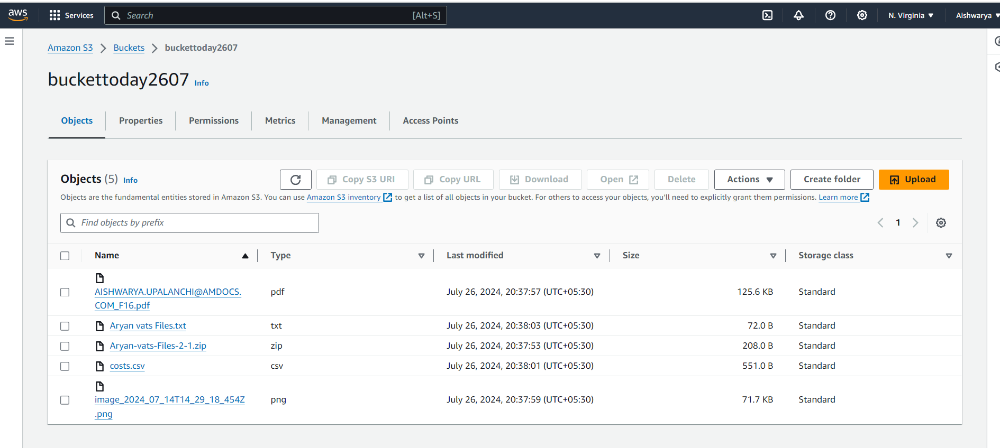 aws
Services
Search
[Alt+S]
N. Virginia
Aishwarya
Amazon S3
Buckets
buckettoday2607
buckettoday2607 Info
Objects
Properties
Permissions
Metrics
Management
Access Points
Objects (5) Info
Copy S3 URI
Copy URL
Download
Open
Delete
Actions
Create folder
Upload
Objects are the fundamental entities stored in Amazon S3. You can use Amazon S3 inventory to get a list of all objects in your bucket. For others to access your objects, you'll need to explicitly grant them permissions. Learn more
Find objects by prefix
1
Name Type Last modified Size Storage class
AISHWARYA.UPALANCHI@AMDOCS.
COM_F16.pdf
pdf July 26, 2024, 20:37:57 (UTC+05:30) 125.6 KB Standard
Aryan vats Files.txt txt July 26, 2024, 20:38:03 (UTC+05:30) 72.0 B Standard
Aryan-vats-Files-2-1.zip zip July 26, 2024, 20:37:53 (UTC+05:30) 208.0 B Standard
costs.csv csv July 26, 2024, 20:38:01 (UTC+05:30) 551.0 B Standard
image_2024_07_14T14_29_18_454Z
.png
png July 26, 2024, 20:37:59 (UTC+05:30) 71.7 KB Standard